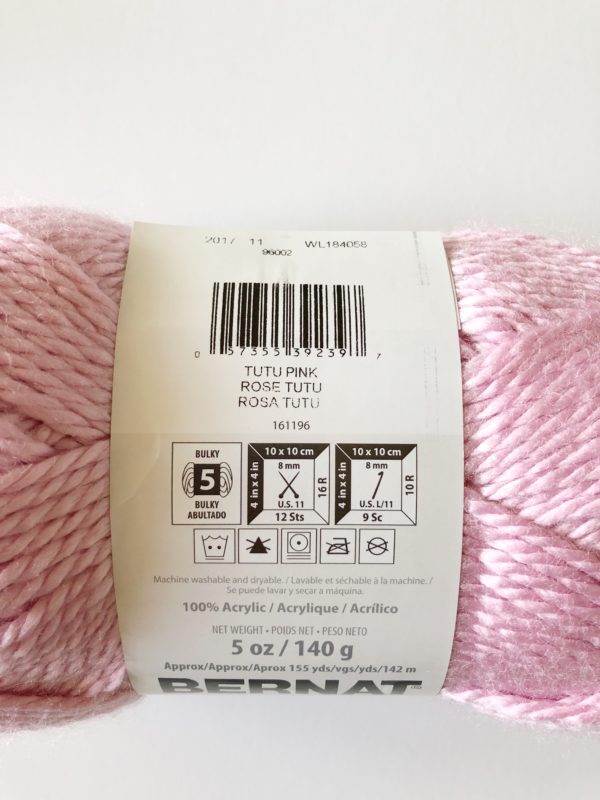 2017 11 WL184058
96002
0 57355 39239 7
TUTU PINK
ROSE TUTU
ROSA TUTU
161196
BULKY
5
BULKY
ABULTADO
10 x 10 cm
4 in x 4 in
8 mm
16 R
U.S. 11
12 Sts
10 x 10 cm
4 in x 4 in
8 mm
10 R
U.S. L/11
9 Sc
Machine washable and dryable. / Lavable et séchable à la machine. /
Se puede lavar y secar a máquina.
100% Acrylic / Acrylique / Acrílico
NET WEIGHT • POIDS NET • PESO NETO
5 oz / 140 g
Approx/Approx/Aprox 155 yds/vgs/yds/142 m
BERNAT®